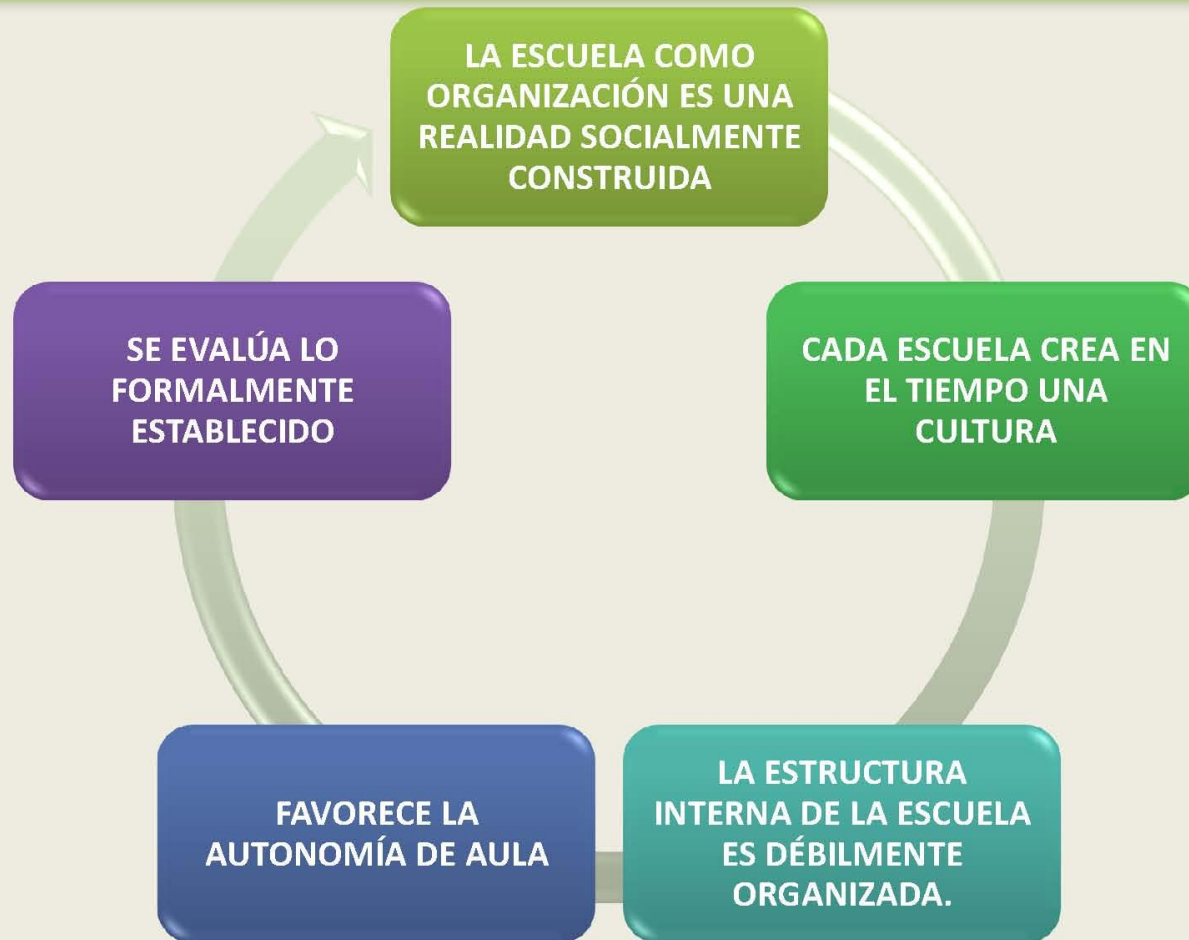 LA ESCUELA COMO
ORGANIZACIÓN ES UNA
REALIDAD SOCIALMENTE
CONSTRUIDA
CADA ESCUELA CREA EN
EL TIEMPO UNA
CULTURA
LA ESTRUCTURA
INTERNA DE LA ESCUELA
ES DÉBILMENTE
ORGANIZADA.
FAVORECE LA
AUTONOMÍA DE AULA
SE EVALÚA LO
FORMALMENTE
ESTABLECIDO